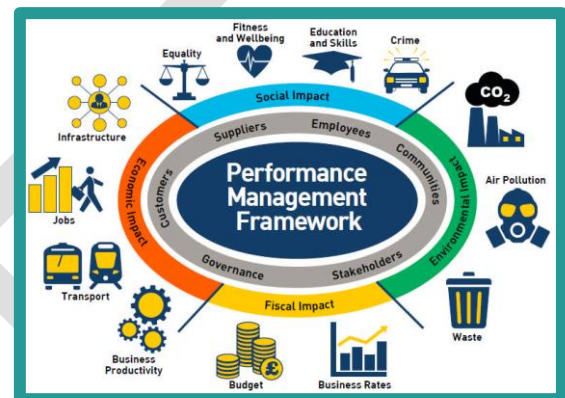 Fitness
and Wellbeing
Education
and Skills
Crime
Equality
CO2
Infrastructure
Social Impact
Suppliers
Employees
Communities
Customers
Economic Impact
Environmental Impact
Performance
Management
Framework
Air Pollution
Jobs
Governance
Stakeholders
Transport
Fiscal Impact
Waste
Business
Productivity
£
Budget
Business Rates